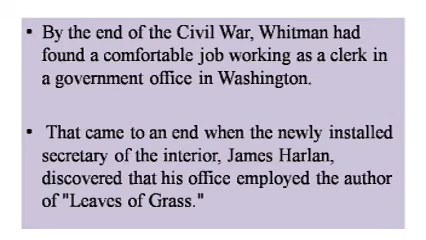 • By the end of the Civil War, Whitman had
found a comfortable job working as a clerk in
a government office in Washington.
• That came to an end when the newly installed
secretary of the interior, James Harlan,
discovered that his office employed the author
of "Leaves of Grass."